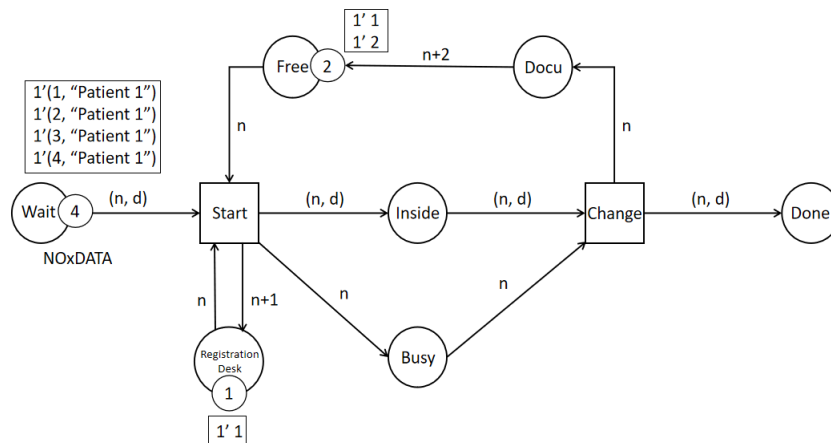 1' 1
1' 2
Free
2
n+2
Docu
1'(1, “Patient 1”)
1'(2, “Patient 1”)
1'(3, “Patient 1”)
1'(4, “Patient 1”)
n
n
Wait
4
(n, d)
Start
(n, d)
Inside
(n, d)
Change
(n, d)
Done
NOxDATA
n
n+1
n
n
Registration
Desk
1
Busy
1' 1